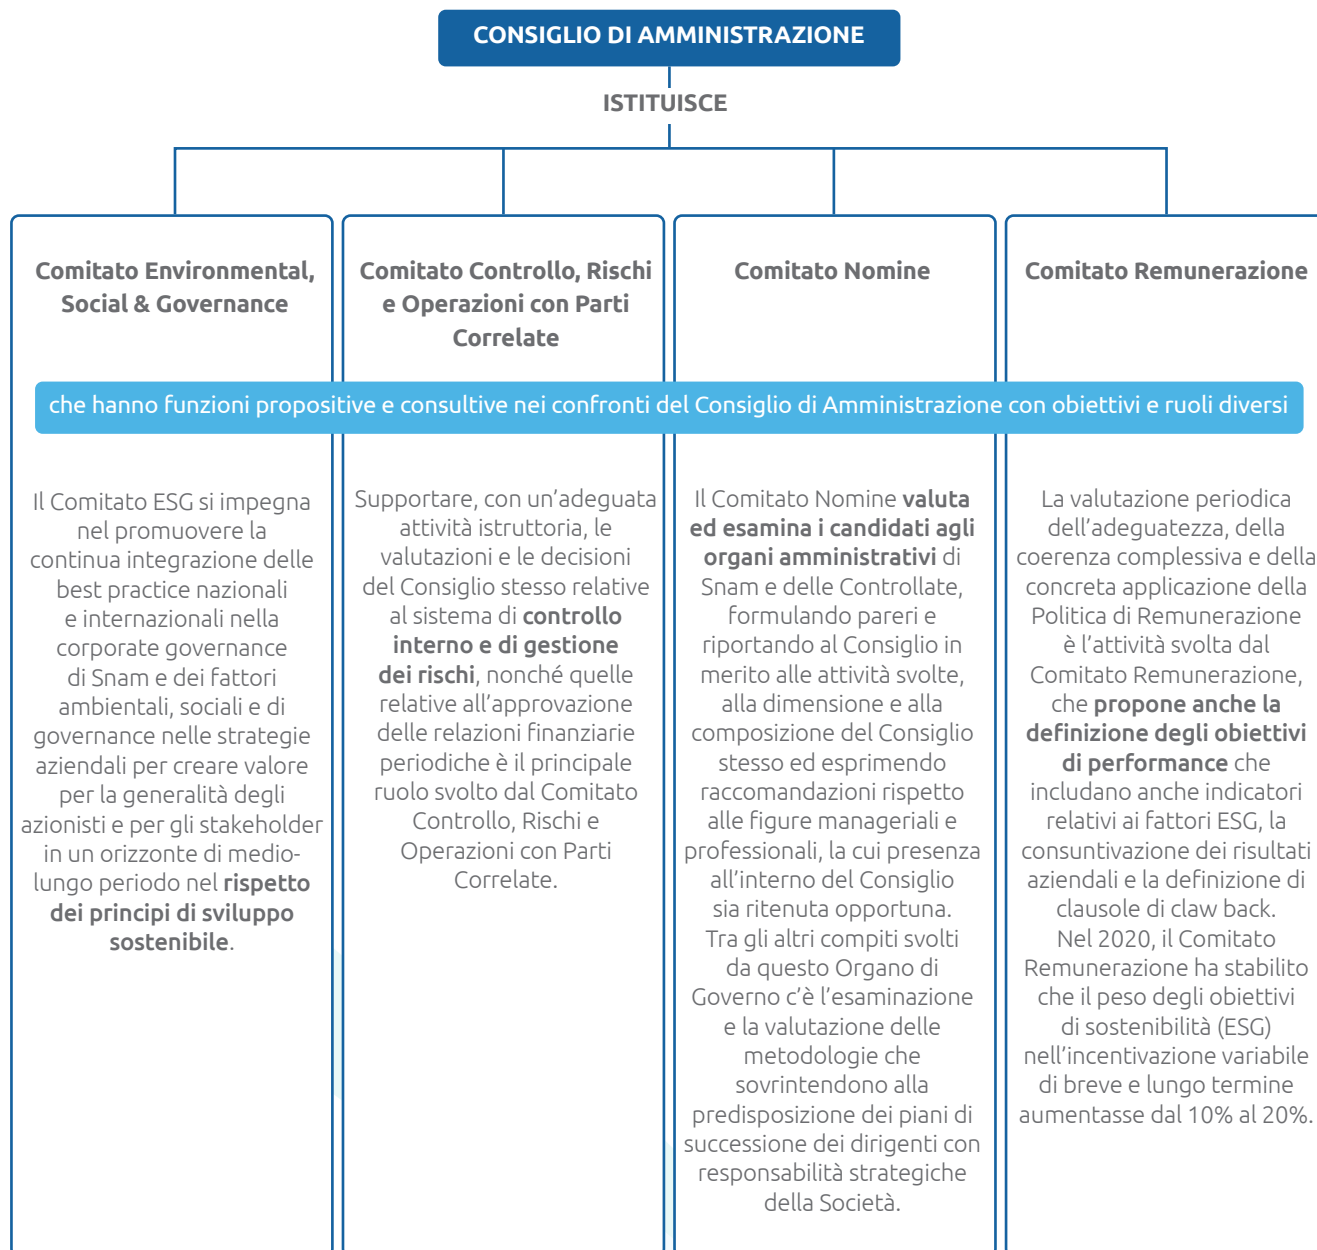 CONSIGLIO DI AMMINISTRAZIONE
ISTITUISCE
Comitato Environmental,
Social & Governance
Comitato Controllo, Rischi
e Operazioni con Parti
Correlate
Comitato Nomine
Comitato Remunerazione
che hanno funzioni propositive e consultive nei confronti del Consiglio di Amministrazione con obiettivi e ruoli diversi
Il Comitato ESG si impegna
nel promuovere la
continua integrazione delle
best practice nazionali
e internazionali nella
corporate governance
di Snam e dei fattori
ambientali, sociali e di
governance nelle strategie
aziendali per creare valore
per la generalità degli
azionisti e per gli stakeholder
in un orizzonte di medio-
lungo periodo nel rispetto
dei principi di sviluppo
sostenibile.
Supportare, con un'adeguata
attività istruttoria, le
valutazioni e le decisioni
del Consiglio stesso relative
al sistema di controllo
interno e di gestione
dei rischi, nonché quelle
relative all'approvazione
delle relazioni finanziarie
periodiche è il principale
ruolo svolto dal Comitato
Controllo, Rischi e
Operazioni con Parti
Correlate.
Il Comitato Nomine valuta
ed esamina i candidati agli
organi amministrativi di
Snam e delle Controllate,
formulando pareri e
riportando al Consiglio in
merito alle attività svolte,
alla dimensione e alla
composizione del Consiglio
stesso ed esprimendo
raccomandazioni rispetto
alle figure manageriali e
professionali, la cui presenza
all'interno del Consiglio
sia ritenuta opportuna.
Tra gli altri compiti svolti
da questo Organo di
Governo c'è l'esaminazione
e la valutazione delle
metodologie che
sovrintendono alla
predisposizione dei piani di
successione dei dirigenti con
responsabilità strategiche
della Società.
La valutazione periodica
dell'adeguatezza, della
coerenza complessiva e della
concreta applicazione della
Politica di Remunerazione
è l'attività svolta dal
Comitato Remunerazione,
che propone anche la
definizione degli obiettivi
di performance che
includano anche indicatori
relativi ai fattori ESG, la
consuntivazione dei risultati
aziendali e la definizione di
clausole di claw back.
Nel 2020, il Comitato
Remunerazione ha stabilito
che il peso degli obiettivi
di sostenibilità (ESG)
nell'incentivazione variabile
di breve e lungo termine
aumentasse dal 10% al 20%.